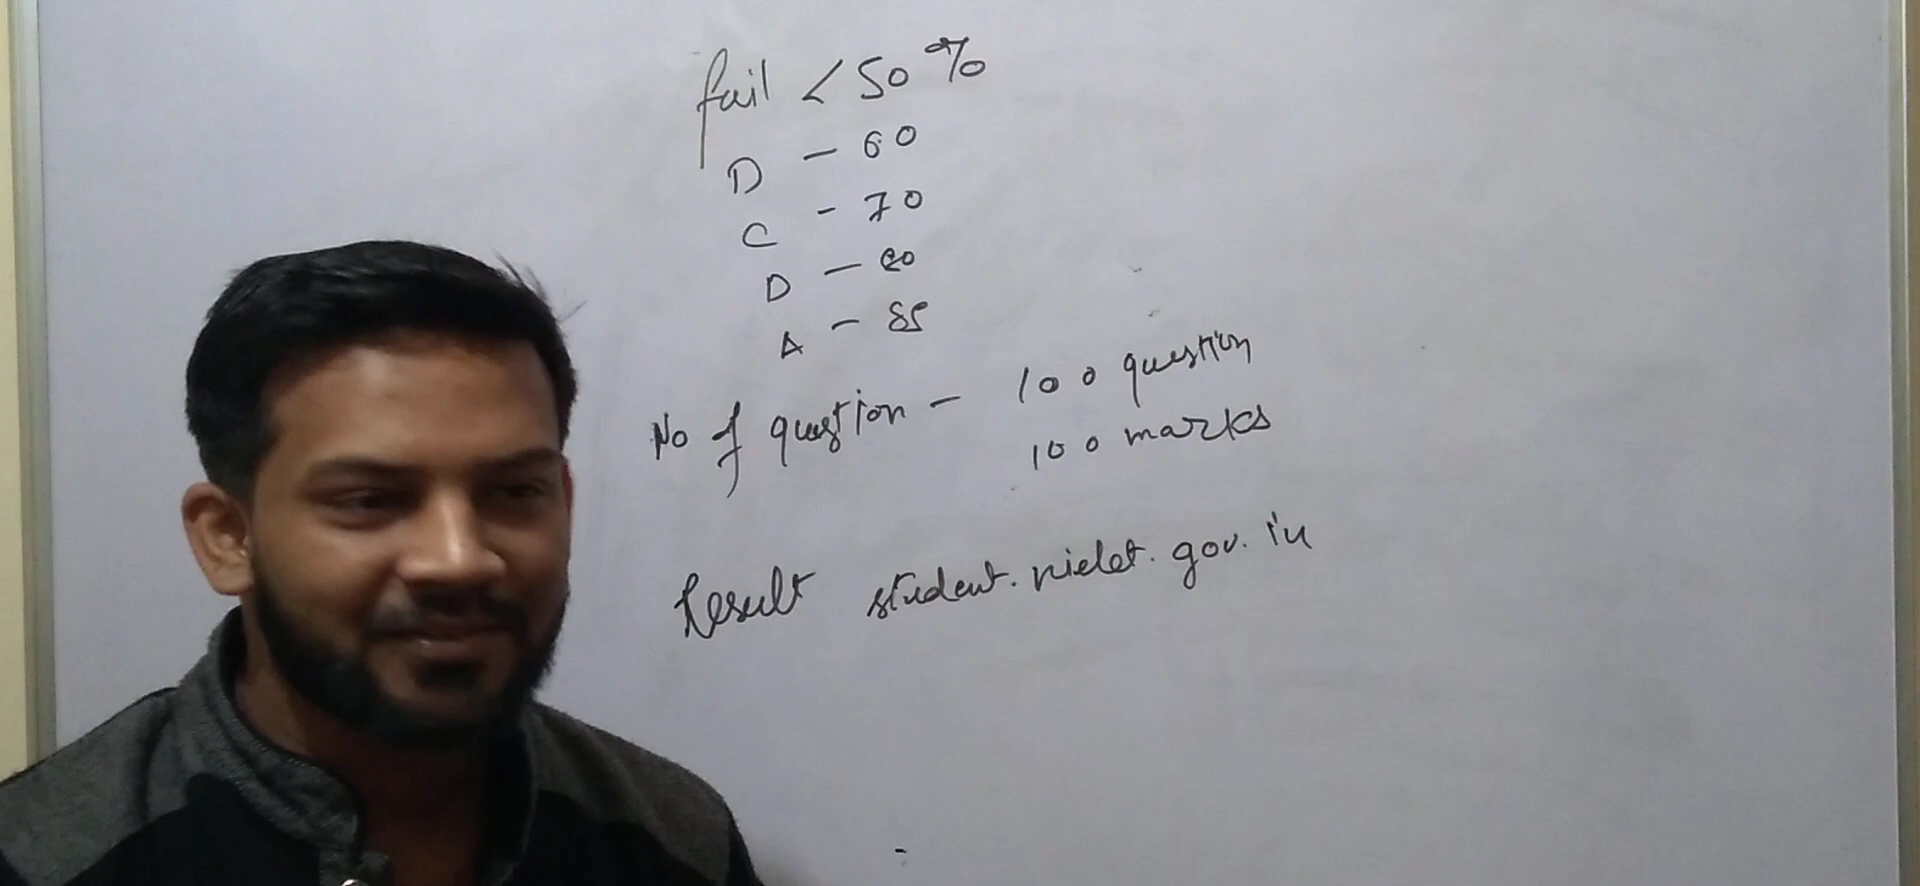 fail < 50 %
D - 60
C - 70
D - 80
A - 85
No of question - 100 question
100 marks
Result student.nielet.gov.in